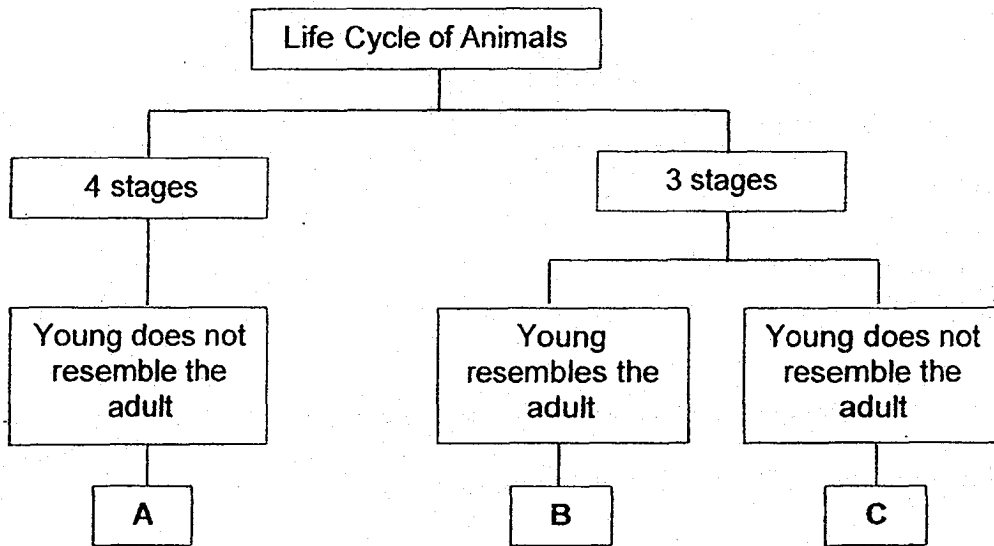 Life Cycle of Animals
4 stages
3 stages
Young does not
resemble the
adult
Young
resembles the
adult
Young does not
resemble the
adult
A
B
C